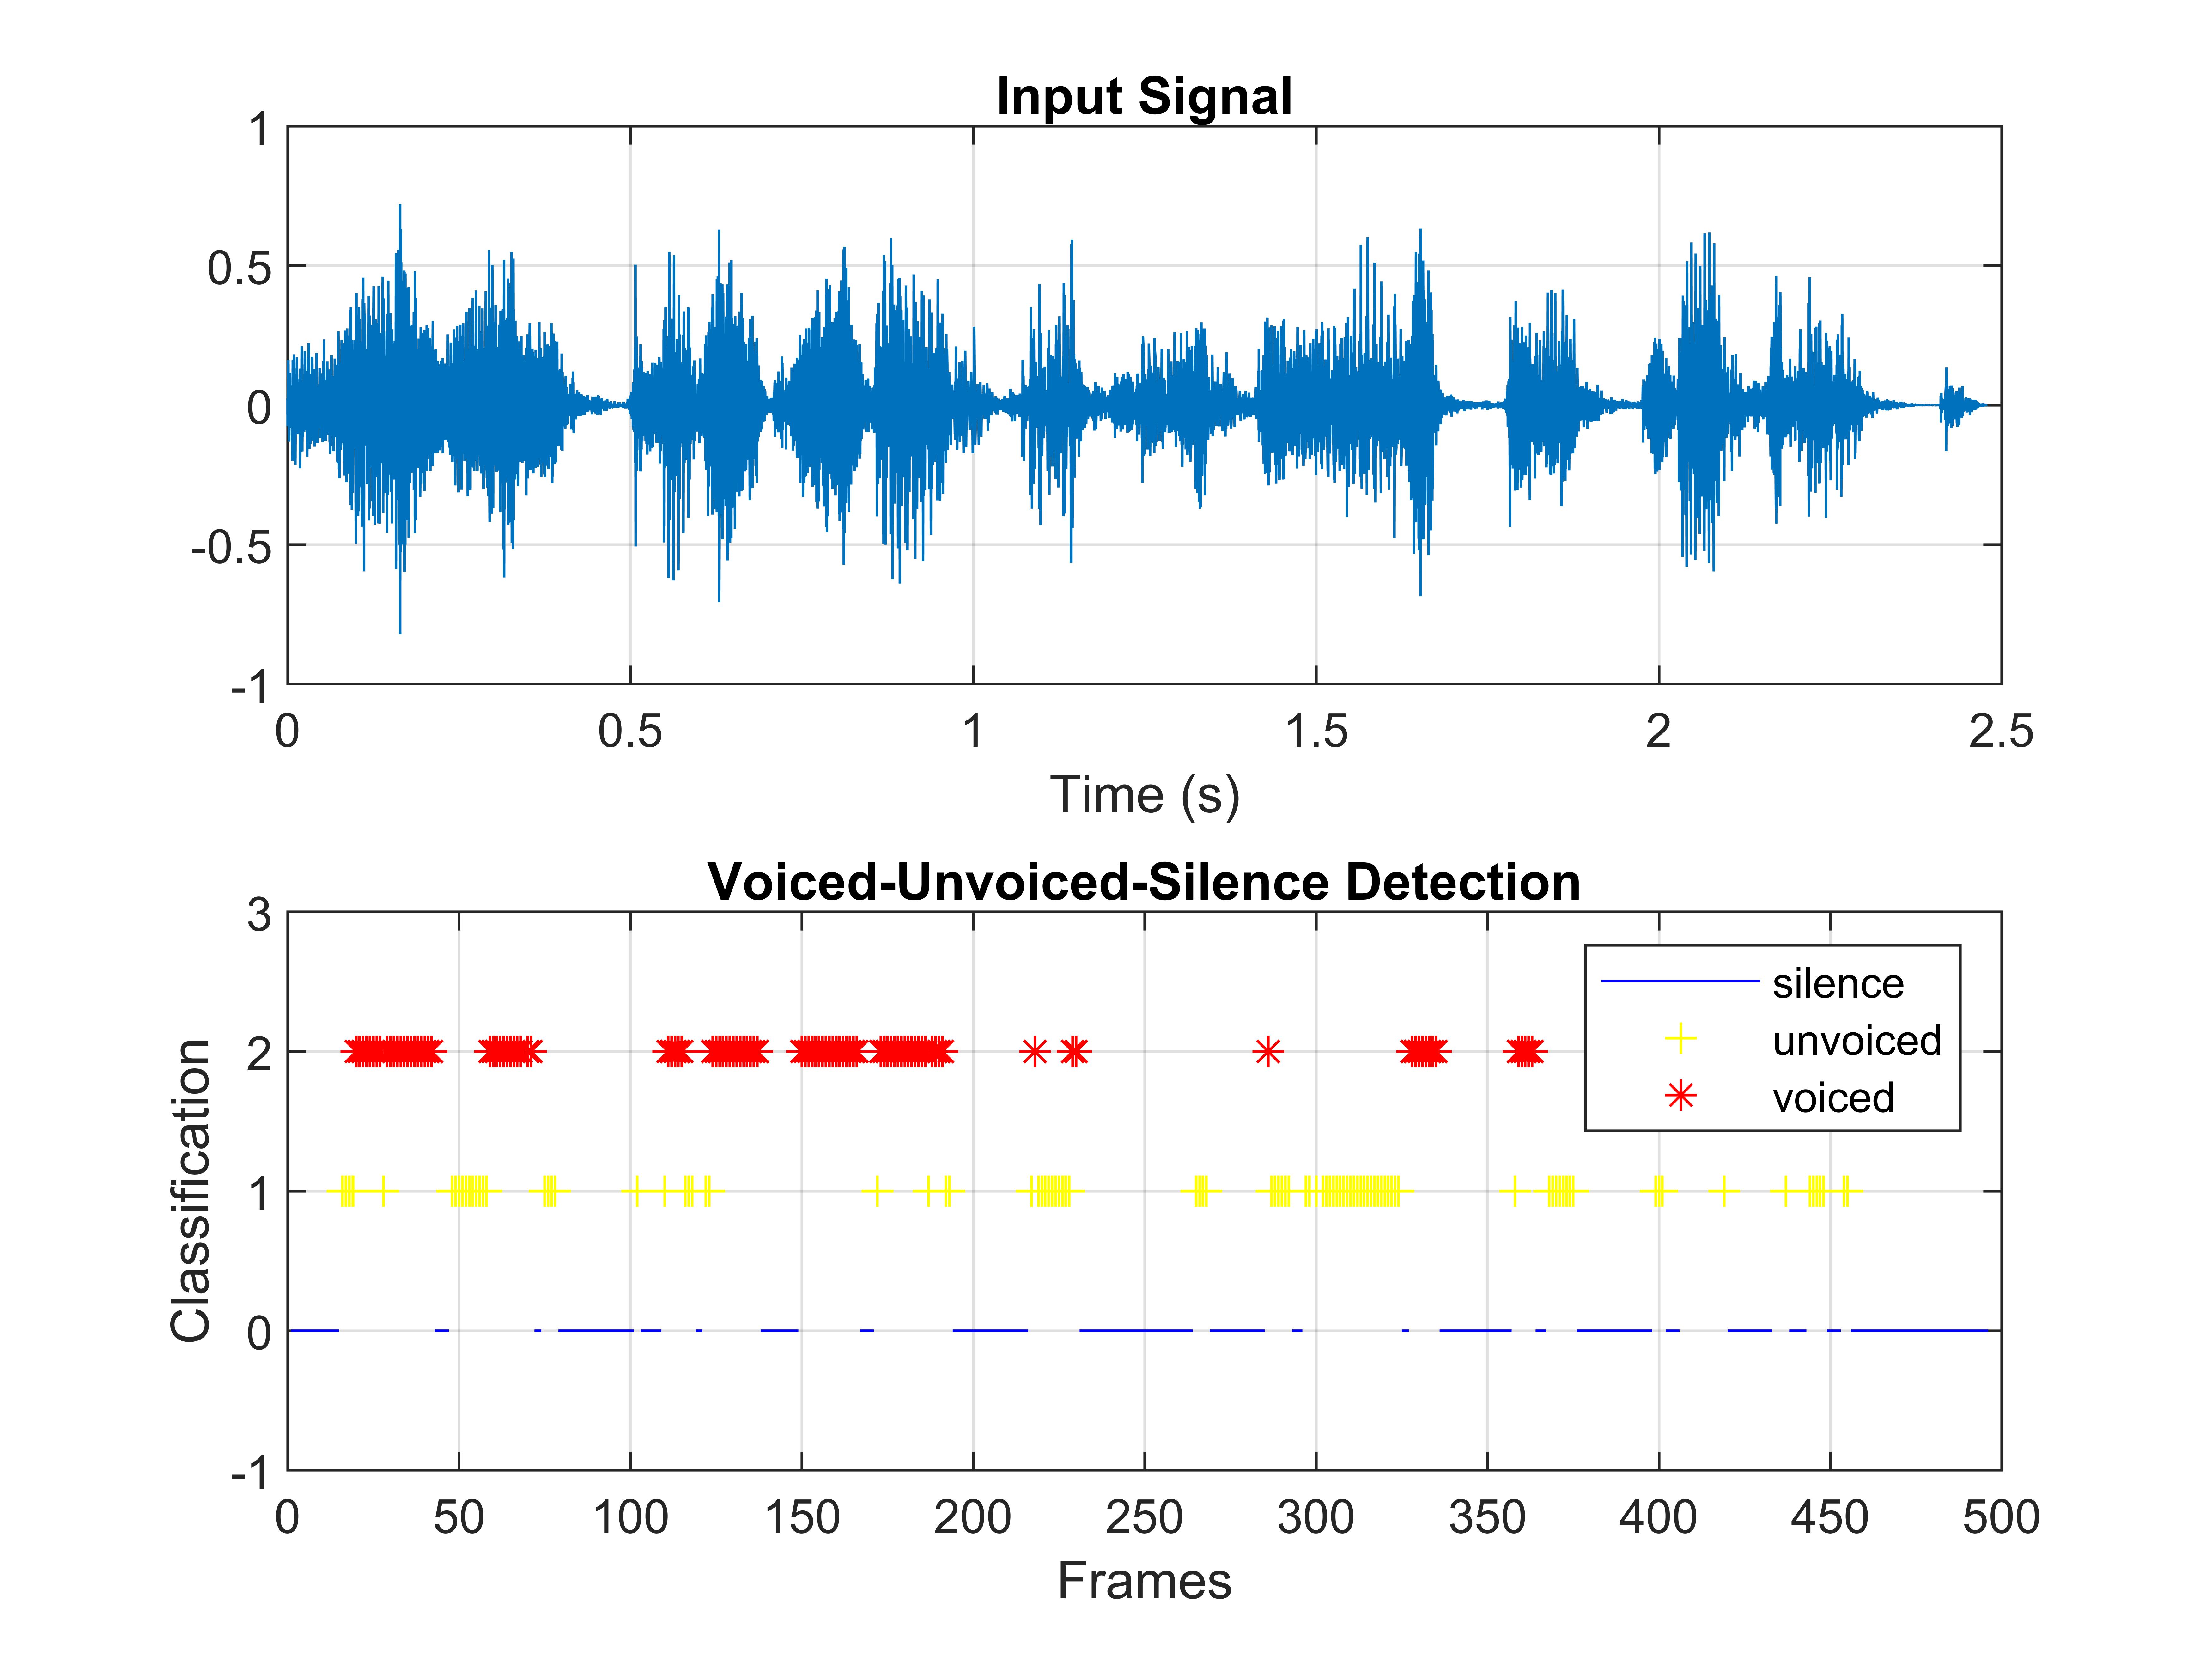 Input Signal
1
0.5
0
-0.5
-1
0 0.5 1 1.5 2 2.5
Time (s)
Voiced-Unvoiced-Silence Detection
3
2
1
0
-1
Classification
silence
unvoiced
voiced
0 50 100 150 200 250 300 350 400 450 500
Frames